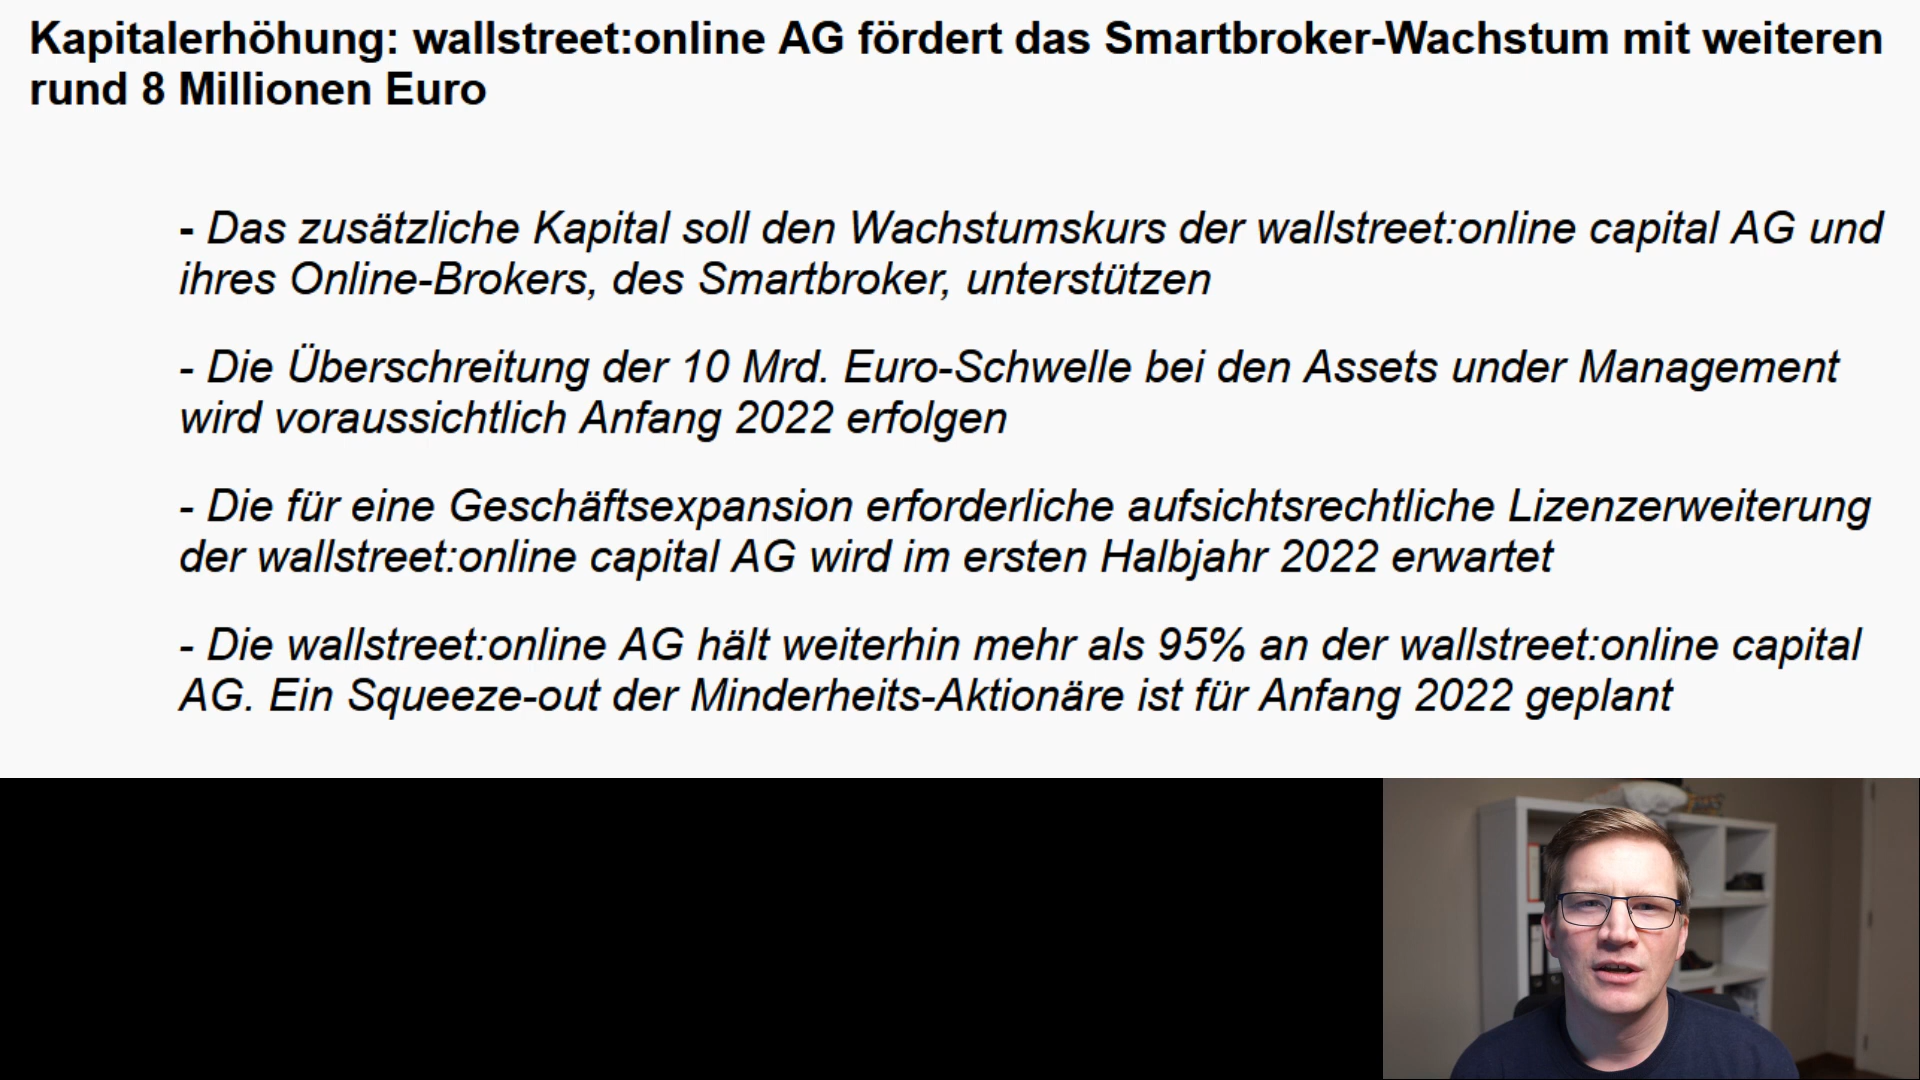 Kapitalerhöhung: wallstreet:online AG fördert das Smartbroker-Wachstum mit weiteren
rund 8 Millionen Euro
- Das zusätzliche Kapital soll den Wachstumskurs der wallstreet:online capital AG und
ihres Online-Brokers, des Smartbroker, unterstützen
- Die Überschreitung der 10 Mrd. Euro-Schwelle bei den Assets under Management
wird voraussichtlich Anfang 2022 erfolgen
- Die für eine Geschäftsexpansion erforderliche aufsichtsrechtliche Lizenzerweiterung
der wallstreet:online capital AG wird im ersten Halbjahr 2022 erwartet
- Die wallstreet:online AG hält weiterhin mehr als 95% an der wallstreet:online capital
AG. Ein Squeeze-out der Minderheits-Aktionäre ist für Anfang 2022 geplant